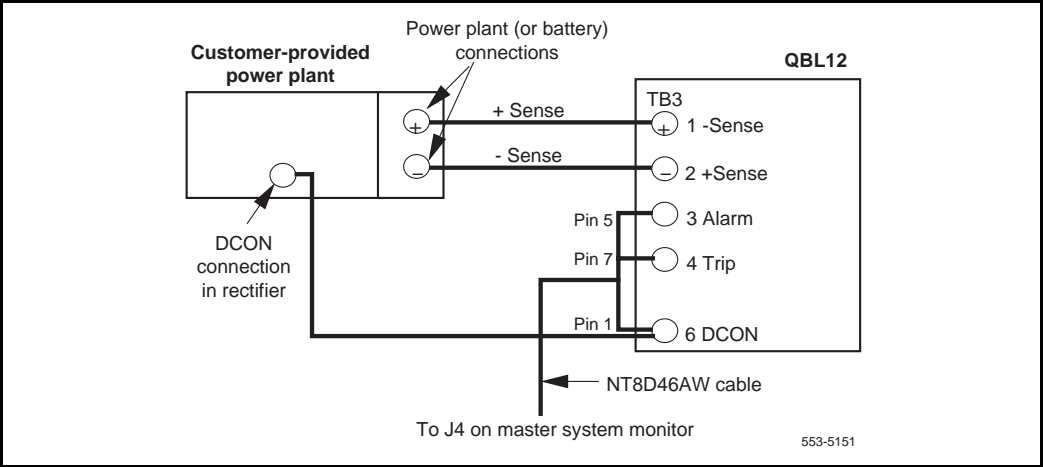 Power plant (or battery)
connections
Customer-provided
power plant
QBL12
TB3
+ Sense
+
+
1 -Sense
- Sense
−
−
2 +Sense
Pin 5
3 Alarm
DCON
connection
in rectifier
Pin 7
4 Trip
Pin 1
6 DCON
NT8D46AW cable
To J4 on master system monitor
553-5151